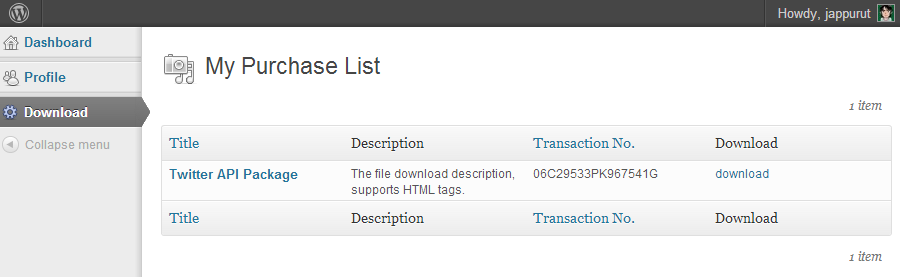 Howdy, jappurut
Dashboard
Profile
Download
Collapse menu
My Purchase List
1 item
Title Description Transaction No. Download
Twitter API Package The file download description, 06C29533PK967541G download
supports HTML tags.
Title Description Transaction No. Download
1 item